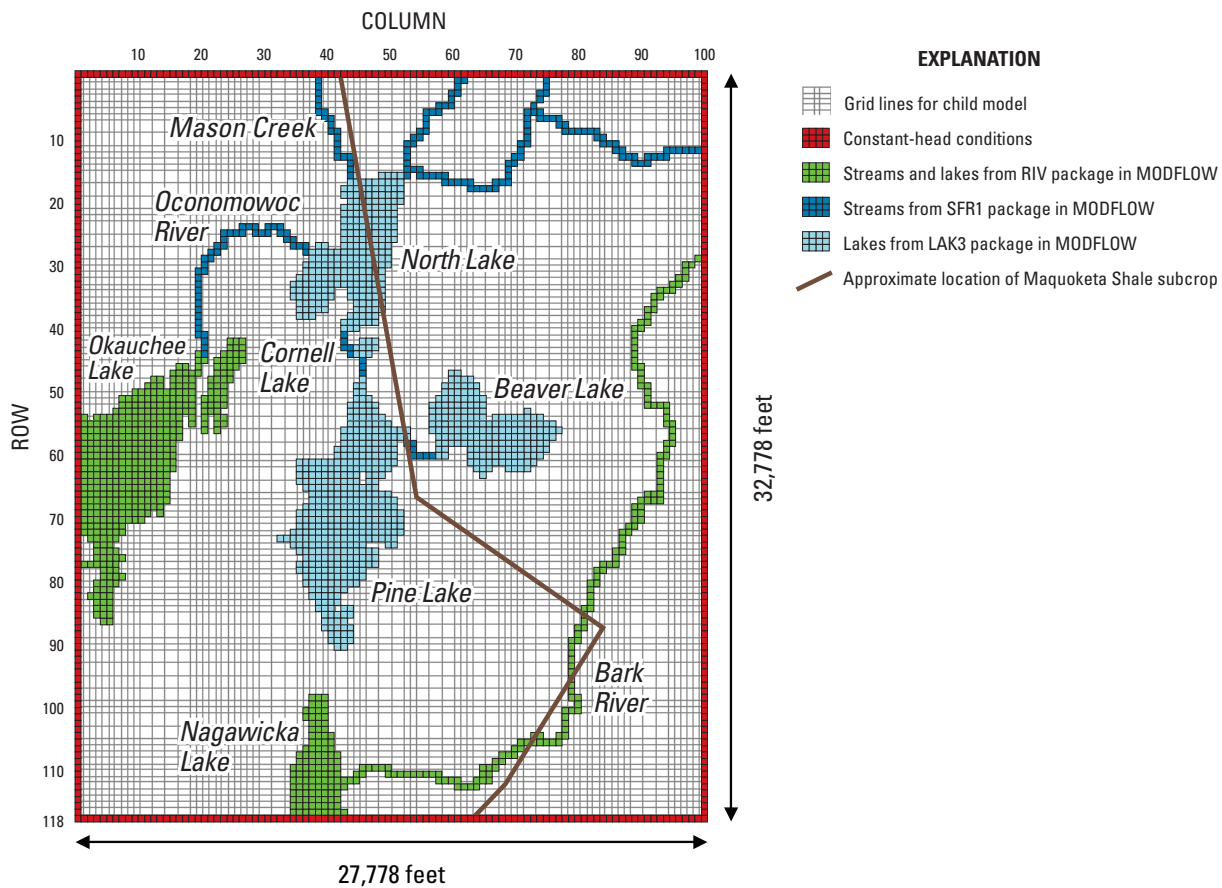 COLUMN
10 20 30 40 50 60 70 80 90 100
ROW
10
20
30
40
50
60
70
80
90
100
110
118
Mason Creek
Oconomowoc
River
North Lake
Okauchee
Lake
Cornell
Lake
Beaver Lake
Pine Lake
Bark
River
Nagawicka
Lake
32,778 feet
27,778 feet
EXPLANATION
Grid lines for child model
Constant-head conditions
Streams and lakes from RIV package in MODFLOW
Streams from SFR1 package in MODFLOW
Lakes from LAK3 package in MODFLOW
Approximate location of Maquoketa Shale subcrop